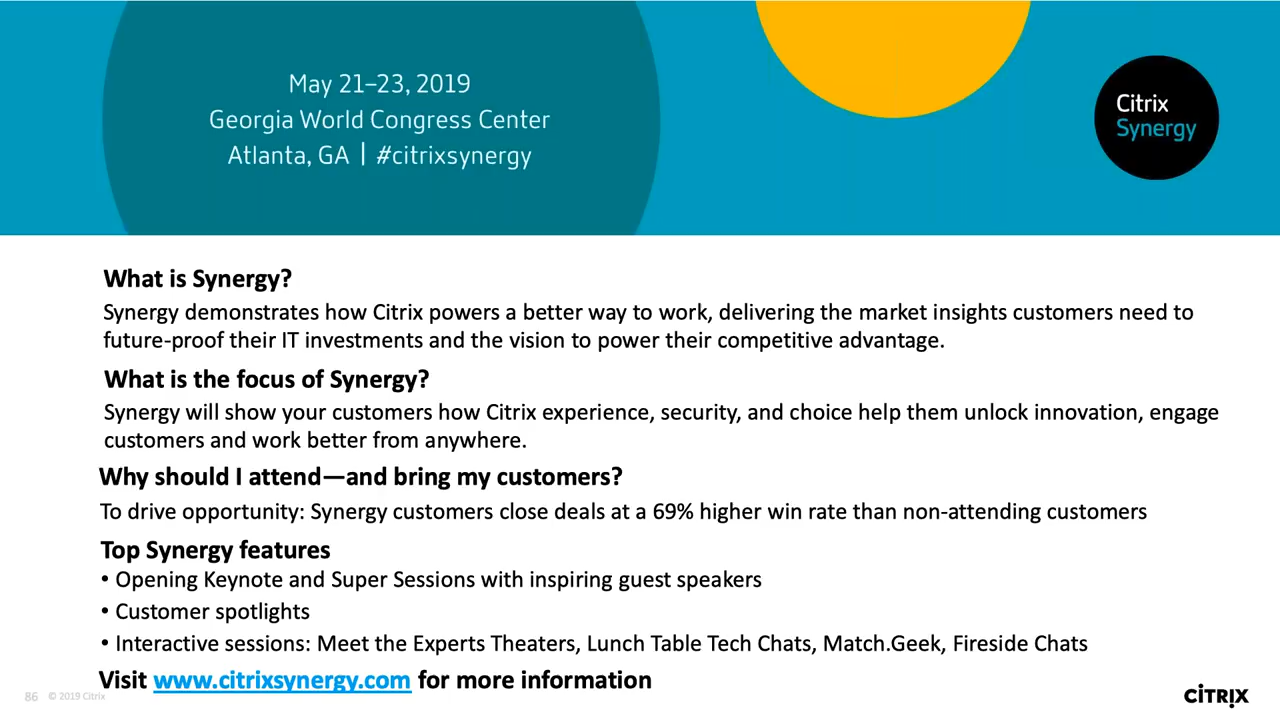 May 21–23, 2019
Georgia World Congress Center
Atlanta, GA | #citrixsynergy
Citrix
Synergy
What is Synergy?
Synergy demonstrates how Citrix powers a better way to work, delivering the market insights customers need to
future-proof their IT investments and the vision to power their competitive advantage.
What is the focus of Synergy?
Synergy will show your customers how Citrix experience, security, and choice help them unlock innovation, engage
customers and work better from anywhere.
Why should I attend—and bring my customers?
To drive opportunity: Synergy customers close deals at a 69% higher win rate than non-attending customers
Top Synergy features
• Opening Keynote and Super Sessions with inspiring guest speakers
• Customer spotlights
• Interactive sessions: Meet the Experts Theaters, Lunch Table Tech Chats, Match.Geek, Fireside Chats
Visit www.citrixsynergy.com for more information
86 © 2019 Citrix
CITRIX